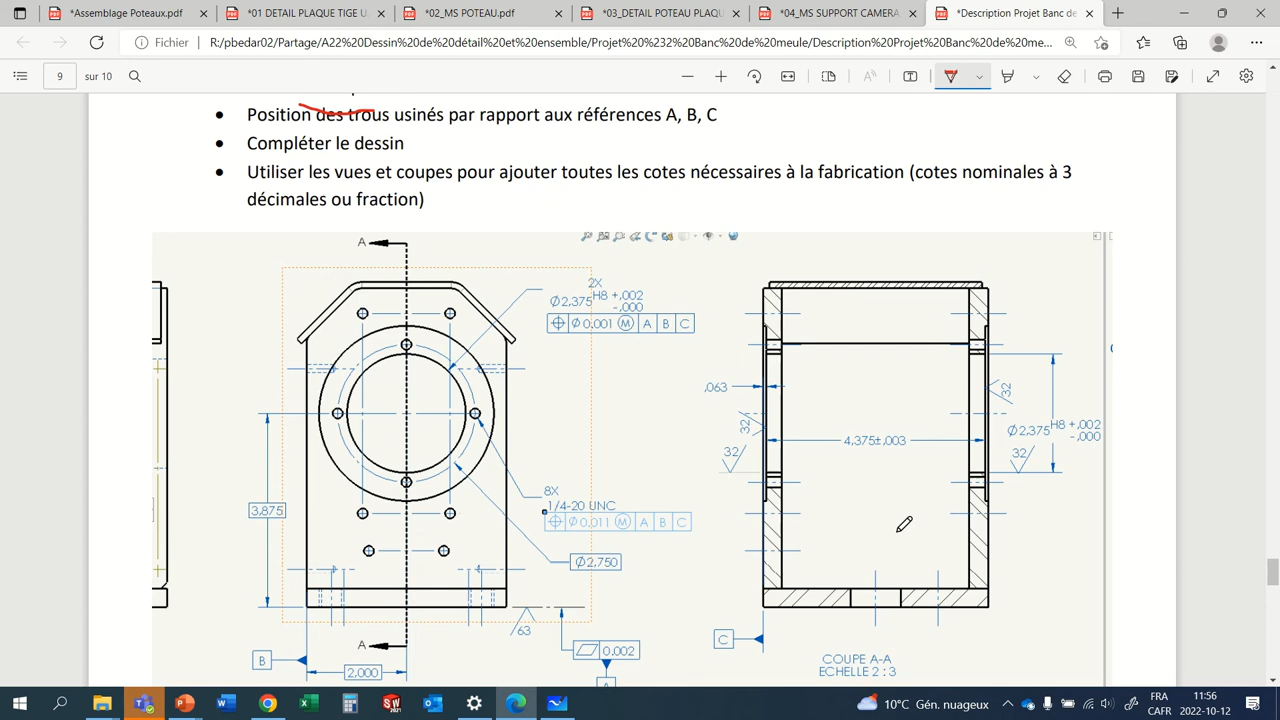 *Assemblage Poteaux.pdf
*01 DETAIL PLAQUE TIGE U
*02_MS POTEAU.pdf
*03_DETAIL POTEAU PLAQU
*04_MS SUPPORT CAMERA
*Description Projet Banc de
Fichier
R:/pbedar02/Partage/A22%20Dessin%20de%20détail%20et%20ensemble/Projet%20%232%20Banc%20de%20meule/Description%20Projet%20Banc%20de%20me...
9 sur 10
Position des trous usinés par rapport aux références A, B, C
Compléter le dessin
Utiliser les vues et coupes pour ajouter toutes les cotes nécessaires à la fabrication (cotes nominales à 3
décimales ou fraction)
A
2X
Ø2,375 H8 +,002
-,000
Ø 0.001 Ⓜ A B C
,063
32
32
32
4,375±,003
32
Ø2,375 H8 +,002
-,000
3,875
8X
1/4-20 UNC
Ø 0.011 Ⓜ A B C
Ø2,750
63
0.002
A
A
B
2,000
C
COUPE A-A
ECHELLE 2 : 3
10°C Gén. nuageux
FRA
CAFR
11:56
2022-10-12